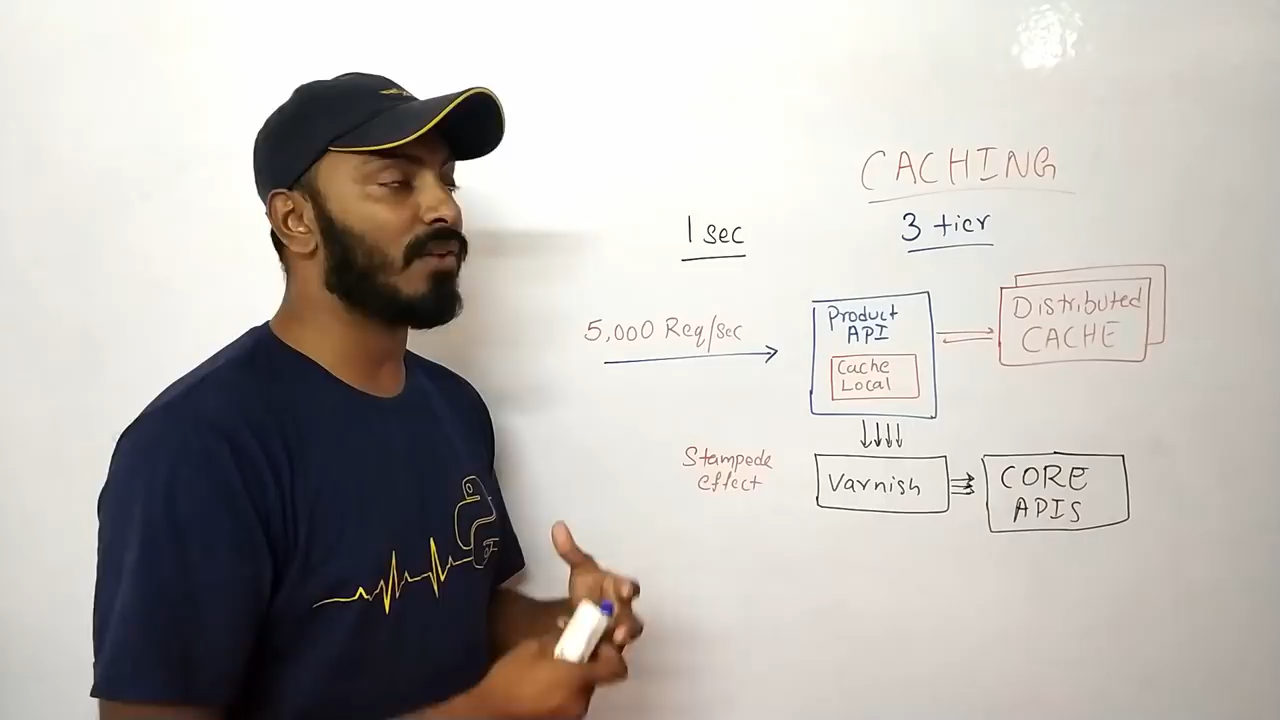 CACHING
3 tier
1 sec
5,000 Req/sec
Product
API
Cache
Local
Distributed
CACHE
Stampede
effect
Varnish
CORE
APIS